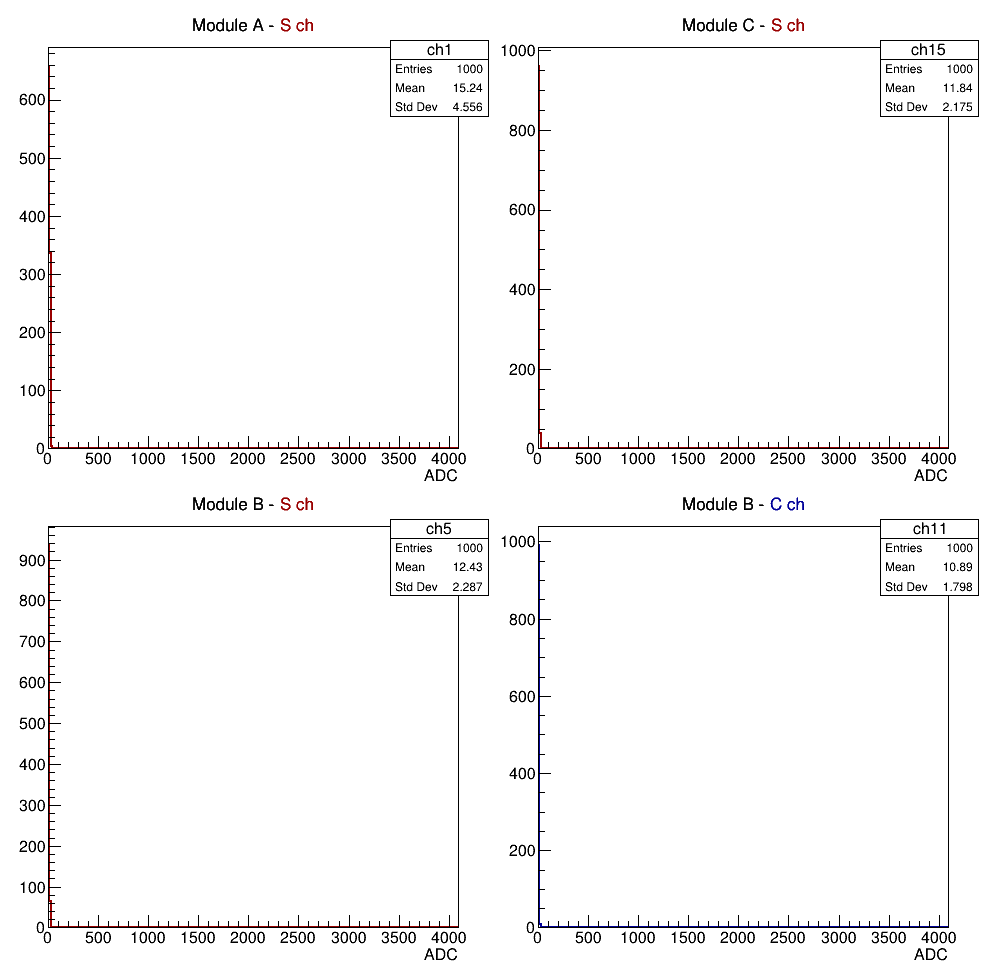 Module A - S ch
ch1
Entries 1000
Mean 15.24
Std Dev 4.556
600
500
400
300
200
100
0
0 500 1000 1500 2000 2500 3000 3500 4000
ADC
Module C - S ch
ch15
Entries 1000
Mean 11.84
Std Dev 2.175
1000
800
600
400
200
0
0 500 1000 1500 2000 2500 3000 3500 4000
ADC
Module B - S ch
ch5
Entries 1000
Mean 12.43
Std Dev 2.287
900
800
700
600
500
400
300
200
100
0
0 500 1000 1500 2000 2500 3000 3500 4000
ADC
Module B - C ch
ch11
Entries 1000
Mean 10.89
Std Dev 1.798
1000
800
600
400
200
0
0 500 1000 1500 2000 2500 3000 3500 4000
ADC